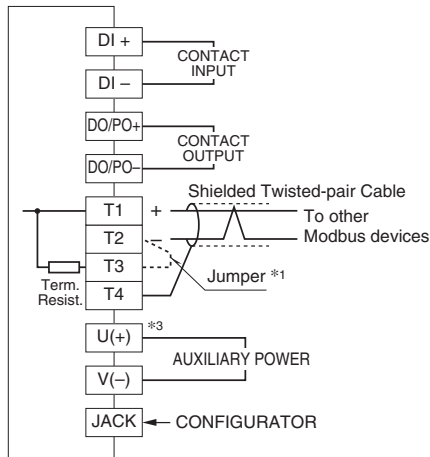 DI +
CONTACT
INPUT
DI –
DO/PO+
CONTACT
OUTPUT
DO/PO–
Shielded Twisted-pair Cable
T1 +
To other
Modbus devices
T2 –
T3
Jumper *1
Term.
Resist.
T4
U(+) *3
AUXILIARY POWER
V(–)
JACK
CONFIGURATOR